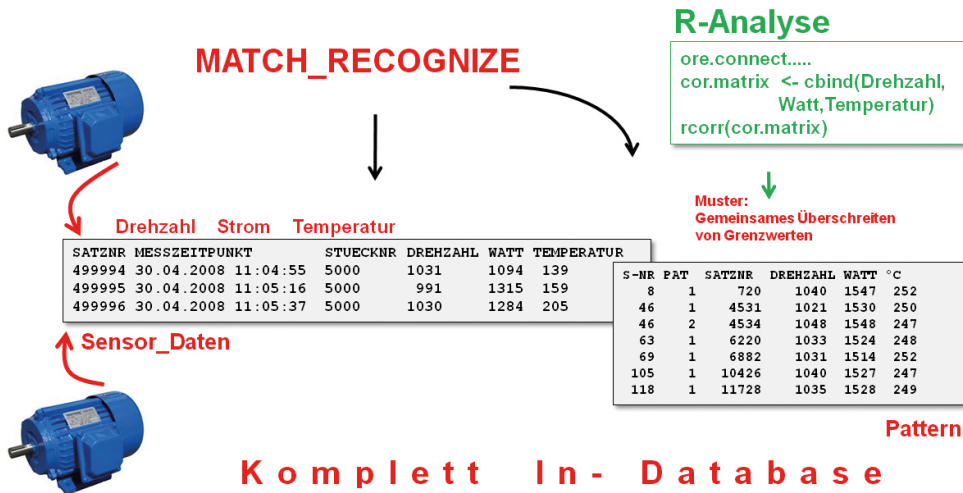 R-Analyse
MATCH_RECOGNIZE
ore.connect.....
cor.matrix <- cbind(Drehzahl,
Watt,Temperatur)
rcorr(cor.matrix)
Muster:
Gemeinsames Überschreiten
von Grenzwerten
Drehzahl Strom Temperatur
SATZNR MESSZEITPUNKT STUECKNR DREHZAHL WATT TEMPERATUR
499994 30.04.2008 11:04:55 5000 1031 1094 139
499995 30.04.2008 11:05:16 5000 991 1315 159
499996 30.04.2008 11:05:37 5000 1030 1284 205
Sensor_Daten
S-NR PAT SATZNR DREHZAHL WATT °C
8 1 720 1040 1547 252
46 1 4531 1021 1530 250
46 2 4534 1048 1548 247
63 1 6220 1033 1524 248
69 1 6882 1031 1514 252
105 1 10426 1040 1527 247
118 1 11728 1035 1528 249
Pattern
Komplett In- Database